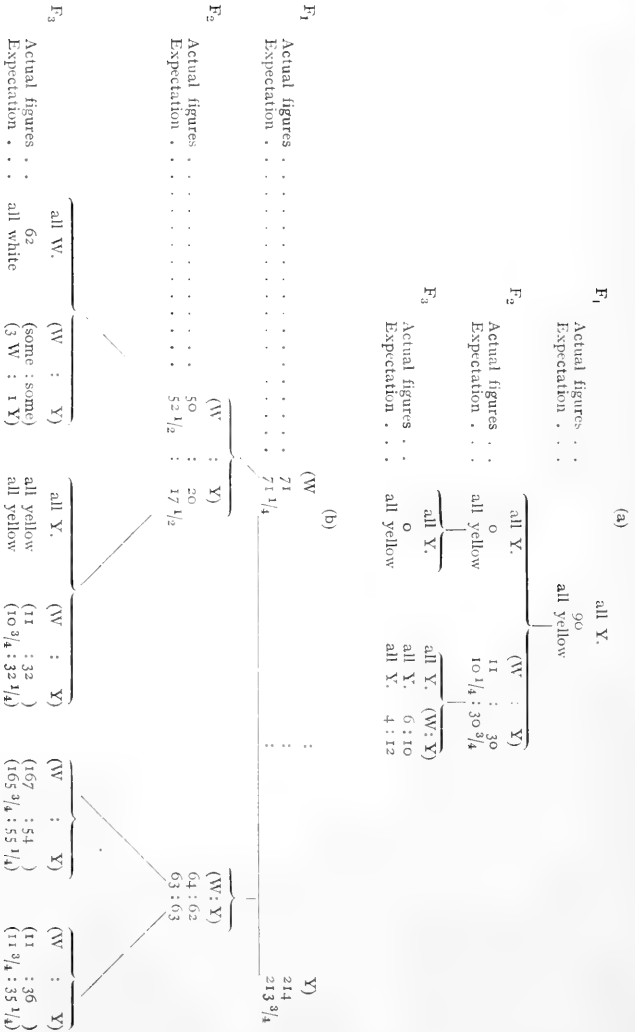 (a)
F₁ all Y.
Actual figures . . 90
Expectation . . . all yellow
F₂ all Y. (W : Y)
Actual figures . . 0 11 : 30
Expectation . . . all yellow 10 1/4 : 30 3/4
F₃ all Y. all Y. (W : Y)
Actual figures . . 0 all Y. 6 : 10
Expectation . . . all yellow all Y. 4 : 12
(b)
F₁ (W : Y)
Actual figures . . . . . . . . . . . . . 71 : 214
Expectation . . . . . . . . . . . . . . 71 1/4 : 213 3/4
F₂ (W : Y) (W : Y)
Actual figures . . . . . . . . . . 50 : 20 64 : 62
Expectation . . . . . . . . . . . 52 1/2 : 17 1/2 63 : 63
F₃ all W. (W : Y) all Y. (W : Y) (W : Y) (W : Y)
Actual figures . . 62 (some : some) all yellow (11 : 32 ) (167 : 54 ) (11 : 36 )
Expectation . . . all white (3 W : 1 Y) all yellow (10 3/4 : 32 1/4) (165 3/4 : 55 1/4) (11 3/4 : 35 1/4)